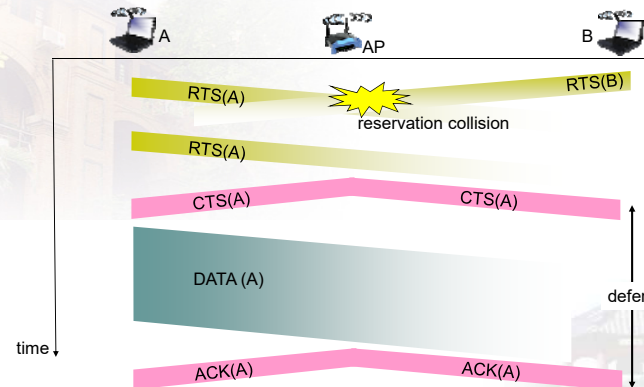 A
AP
B
RTS(A)
RTS(B)
reservation collision
RTS(A)
CTS(A)
CTS(A)
DATA (A)
defer
time
ACK(A)
ACK(A)